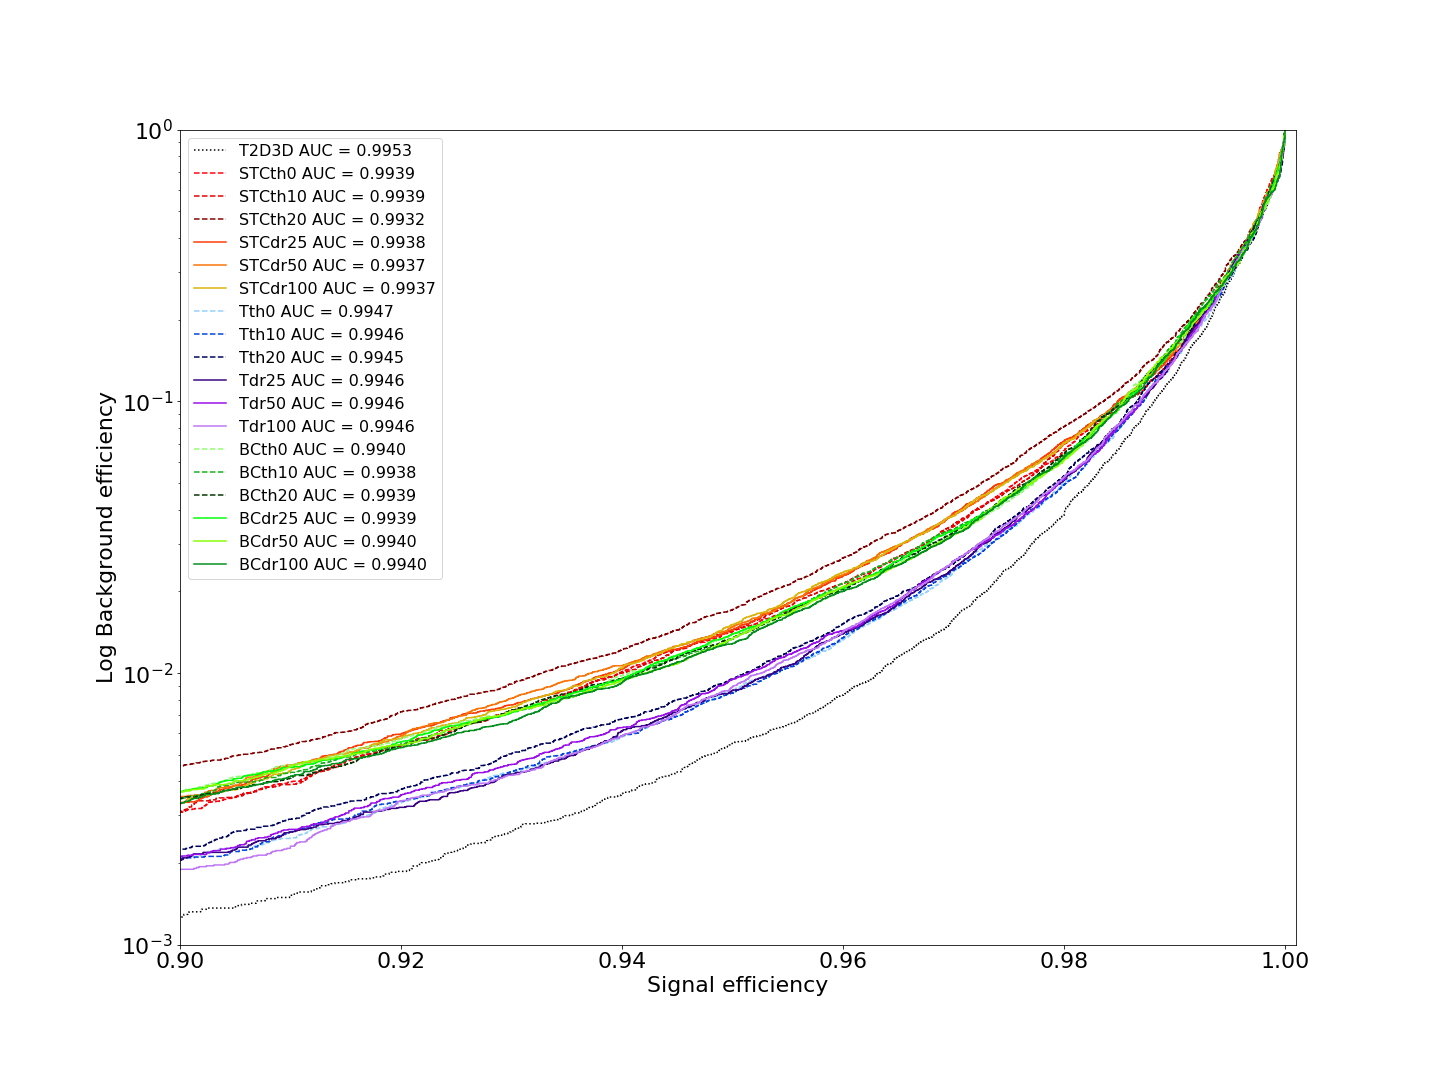 10^0
T2D3D AUC = 0.9953
STCth0 AUC = 0.9939
STCth10 AUC = 0.9939
STCth20 AUC = 0.9932
STCdr25 AUC = 0.9938
STCdr50 AUC = 0.9937
STCdr100 AUC = 0.9937
Tth0 AUC = 0.9947
Tth10 AUC = 0.9946
Tth20 AUC = 0.9945
Tdr25 AUC = 0.9946
Tdr50 AUC = 0.9946
Tdr100 AUC = 0.9946
BCth0 AUC = 0.9940
BCth10 AUC = 0.9938
BCth20 AUC = 0.9939
BCdr25 AUC = 0.9939
BCdr50 AUC = 0.9940
BCdr100 AUC = 0.9940
10^−1
Log Background efficiency
10^−2
10^−3
0.90 0.92 0.94 0.96 0.98 1.00
Signal efficiency